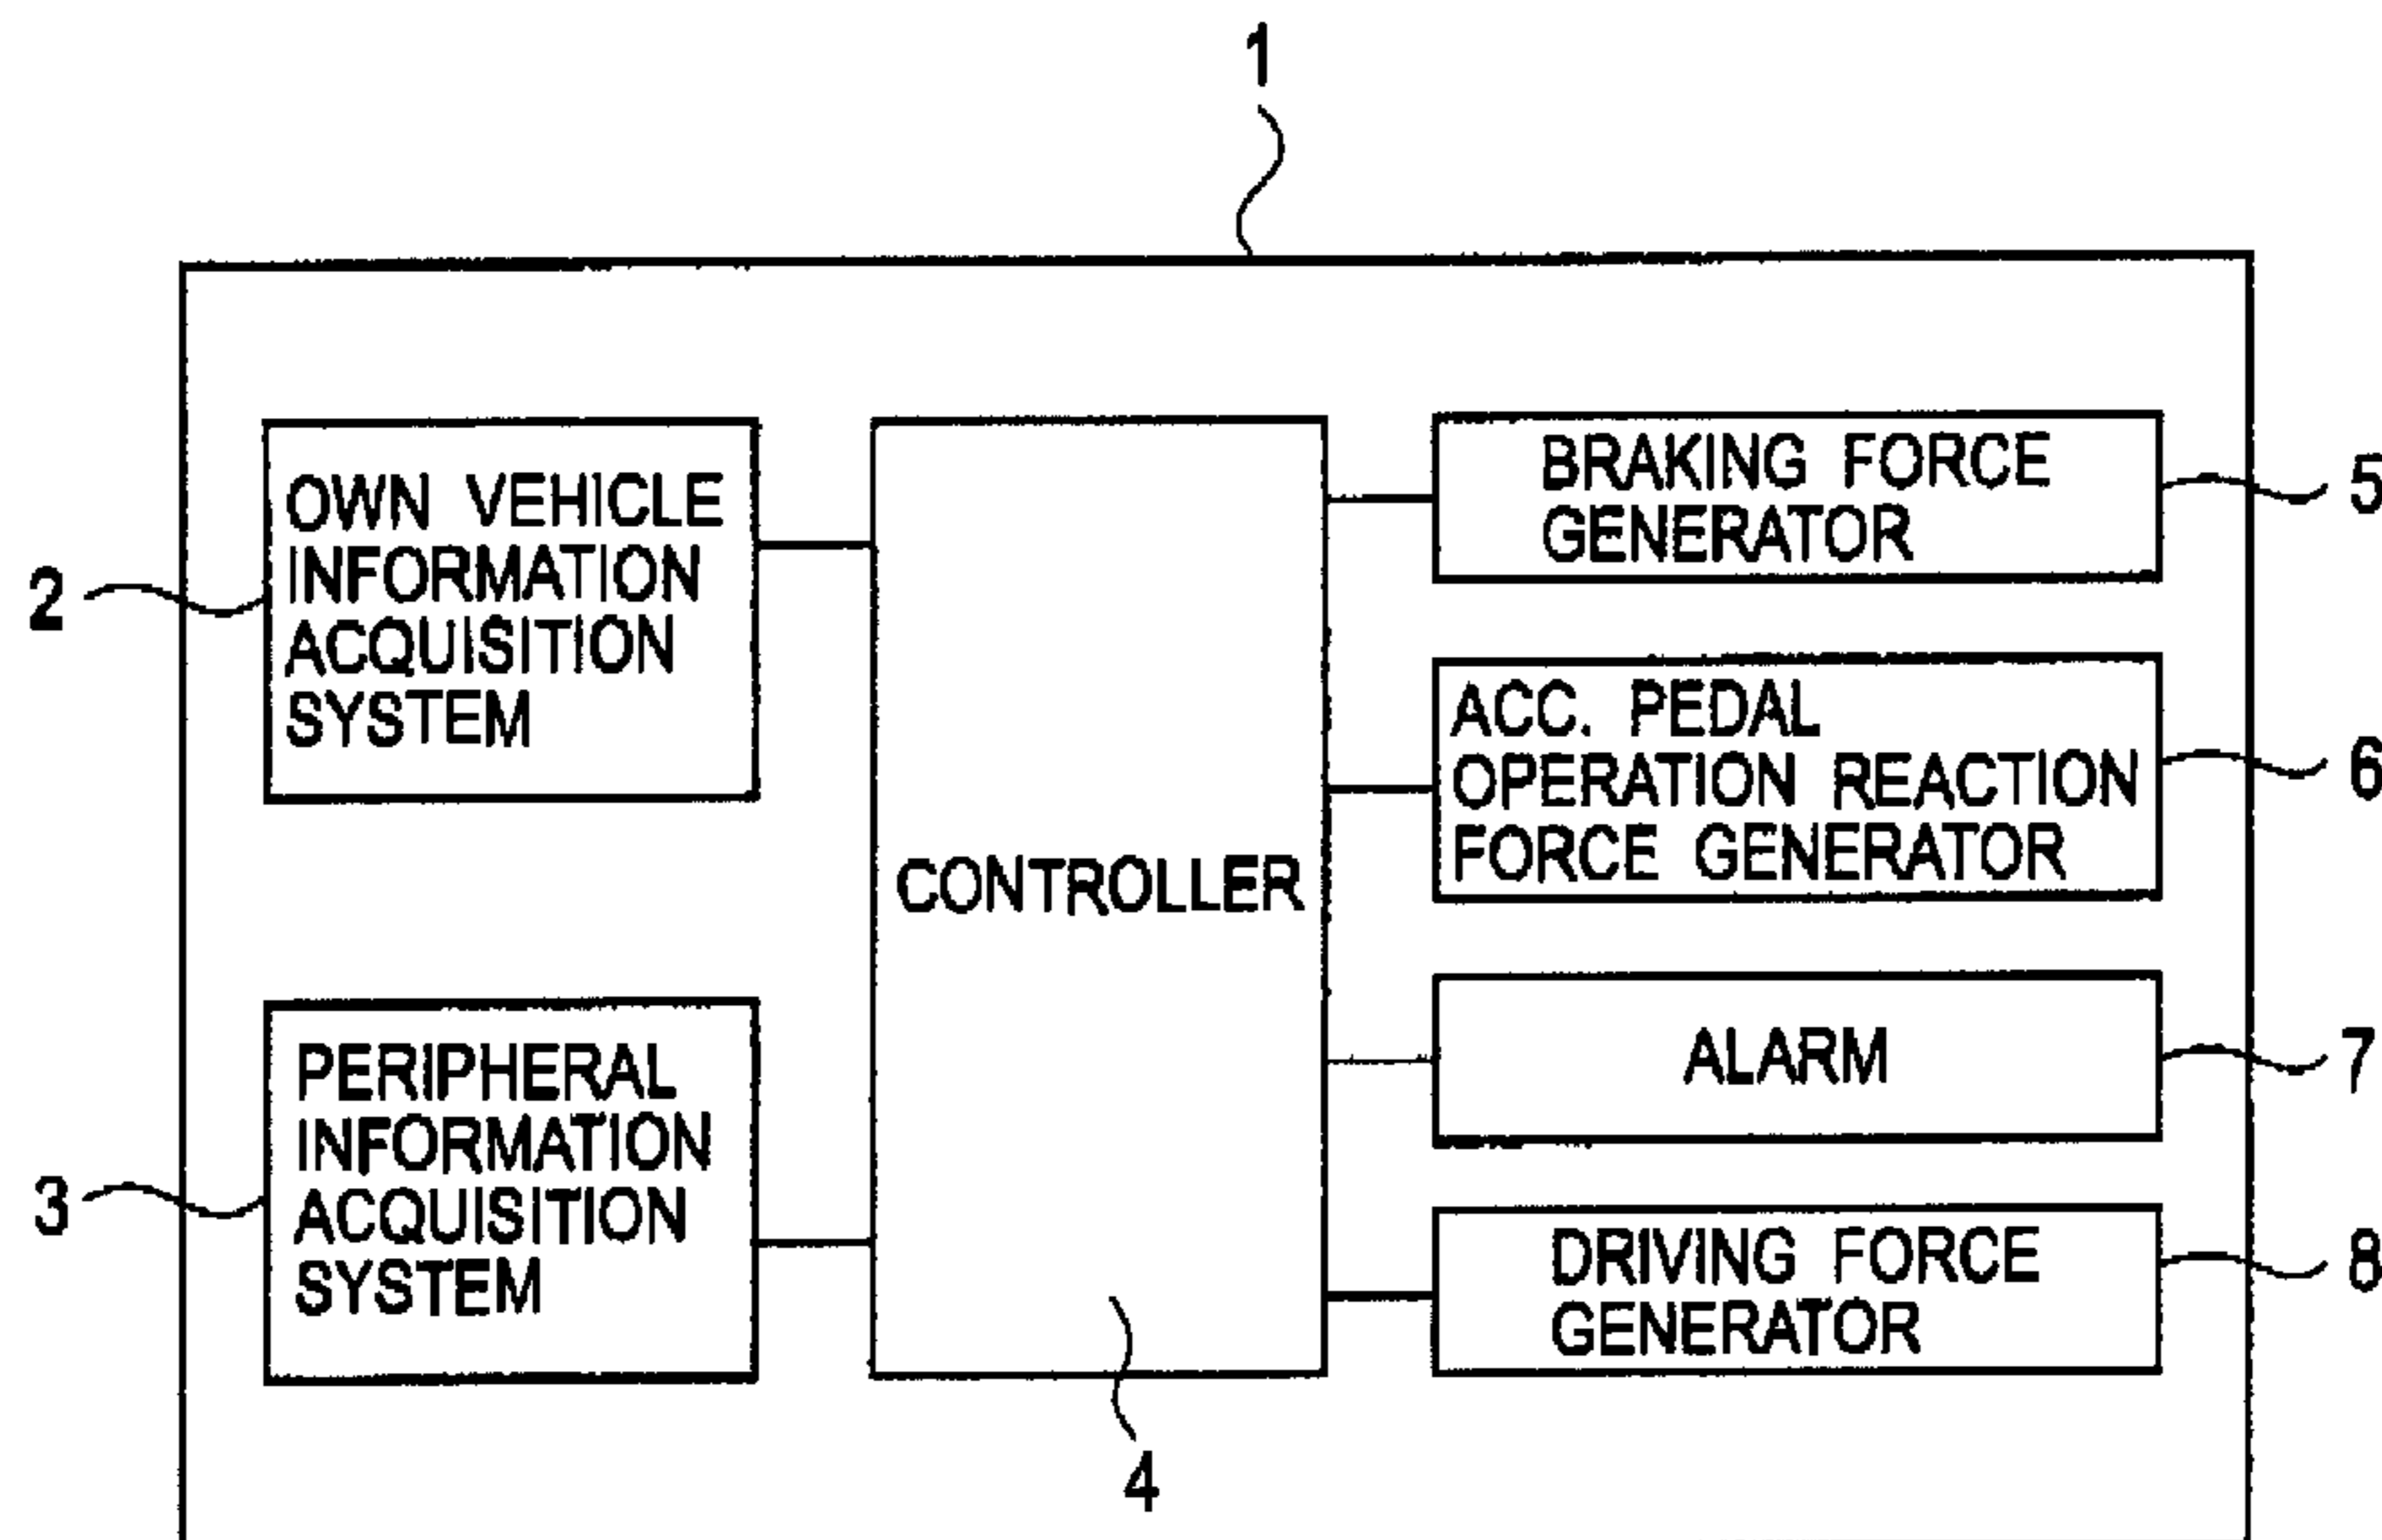 1
OWN VEHICLE
INFORMATION
ACQUISITION
SYSTEM
2
PERIPHERAL
INFORMATION
ACQUISITION
SYSTEM
3
CONTROLLER
4
BRAKING FORCE
GENERATOR
5
ACC. PEDAL
OPERATION REACTION
FORCE GENERATOR
6
ALARM
7
DRIVING FORCE
GENERATOR
8